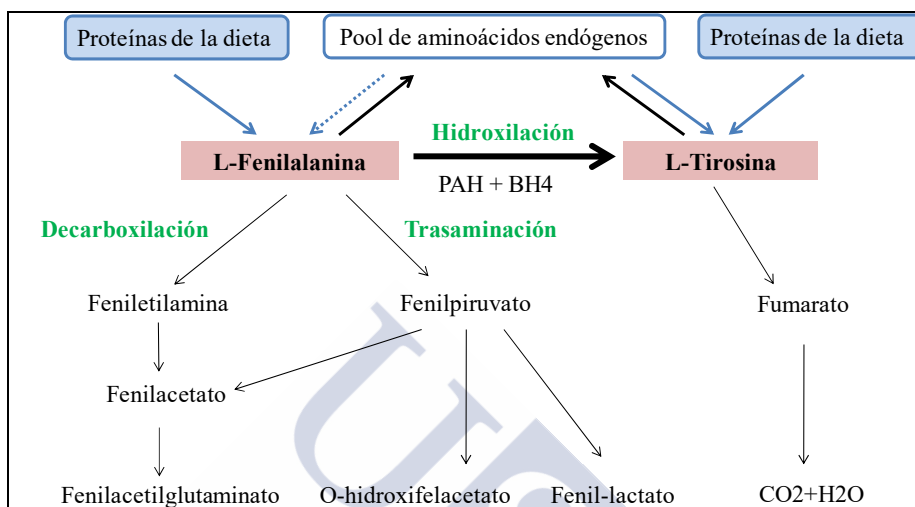 Proteínas de la dieta
Pool de aminoácidos endógenos
Proteínas de la dieta
Hidroxilación
L-Fenilalanina
L-Tirosina
PAH + BH4
Decarboxilación
Trasaminación
Feniletilamina
Fenilpiruvato
Fumarato
Fenilacetato
Fenilacetilglutaminato
O-hidroxifelacetato
Fenil-lactato
CO2+H2O